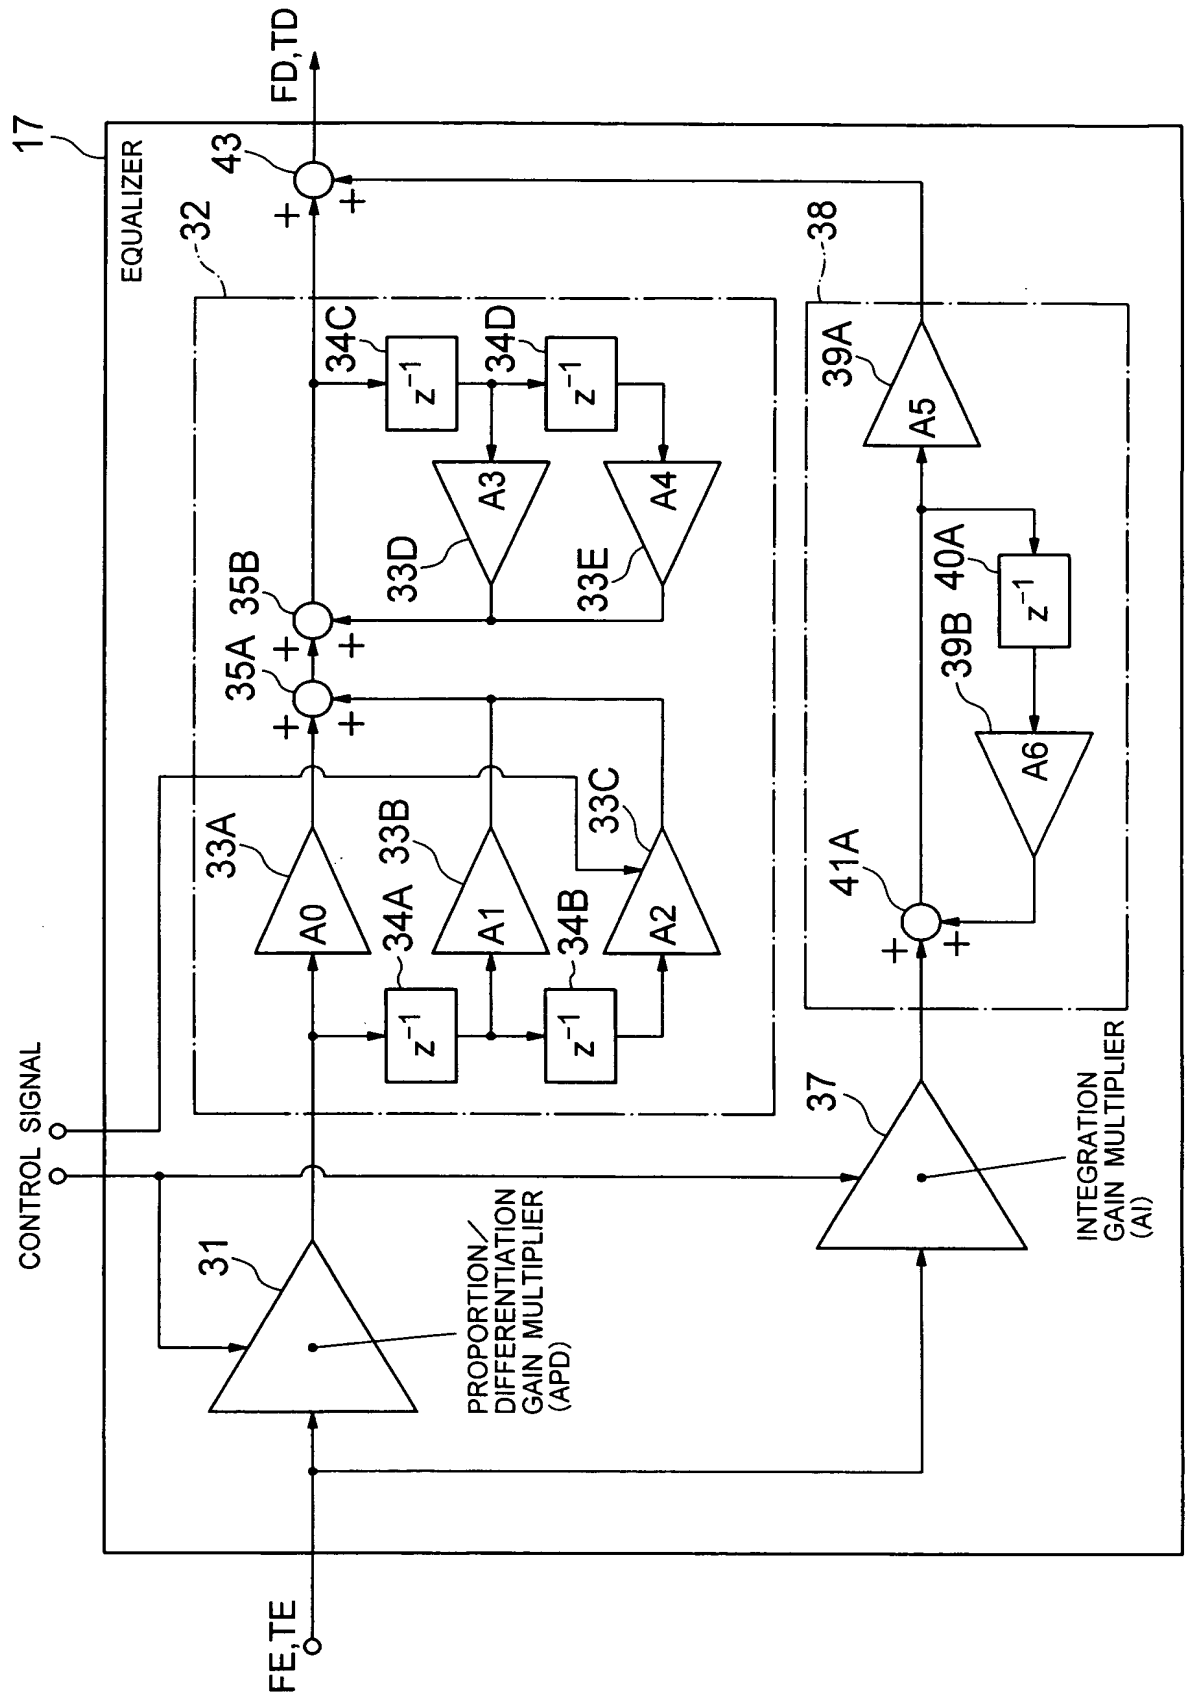 17
EQUALIZER
CONTROL SIGNAL
FE,TE
FD,TD
31
PROPORTION/
DIFFERENTIATION
GAIN MULTIPLIER
(APD)
32
33A
A0
34A
z⁻¹
33B
A1
34B
z⁻¹
33C
A2
35A
+
+
35B
+
+
34C
z⁻¹
33D
A3
34D
z⁻¹
33E
A4
43
+
+
37
INTEGRATION
GAIN MULTIPLIER
(AI)
38
41A
+
+
39B
A6
40A
z⁻¹
39A
A5